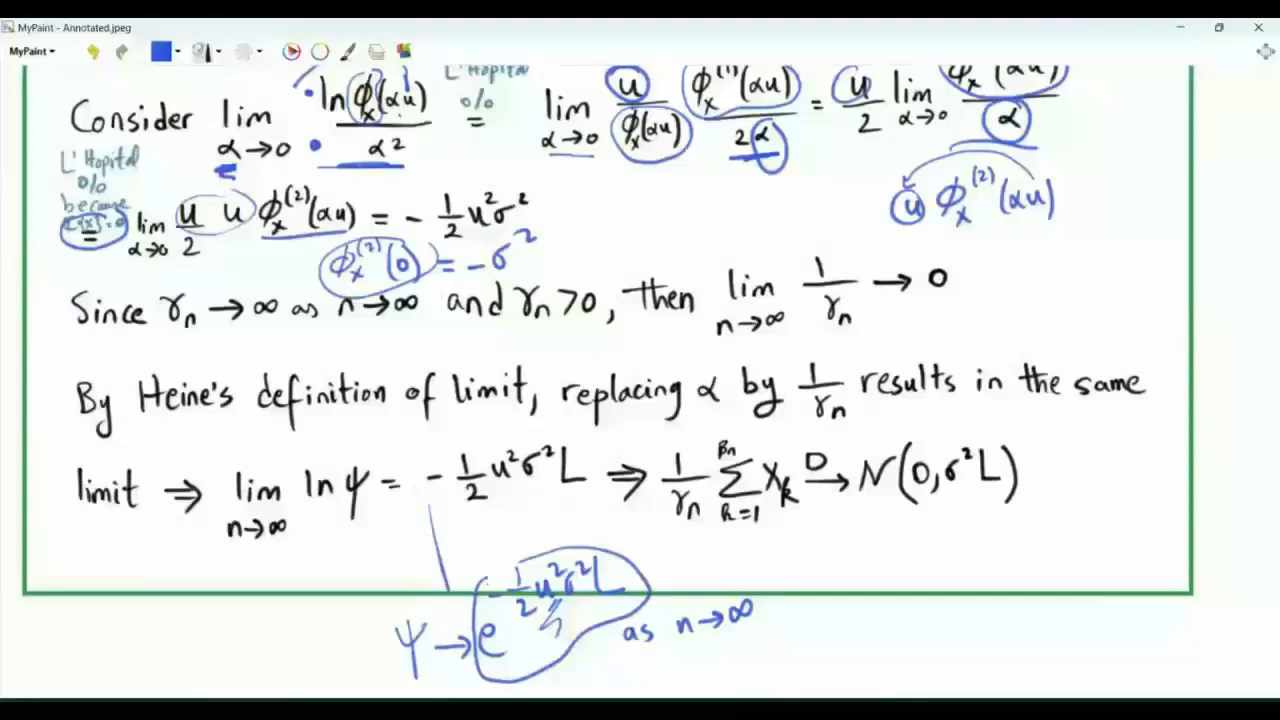 MyPaint - Annotated.jpeg
MyPaint
L'Hopital
0/0
Consider lim α→0 ln ϕx(αu) / α² = lim α→0 u / ϕx(αu) ϕx⁽¹⁾(αu) / 2α = u/2 lim α→0 ϕx (αu) / α
L'Hopital
0/0
because
= lim α→0 u u / 2 ϕx⁽²⁾(αu) = - 1/2 u²σ²
u ϕx⁽²⁾(αu)
ϕx⁽²⁾(0) = -σ²
Since γn → ∞ as n→∞ and γn > 0, then lim n→∞ 1/γn → 0
By Heine's definition of limit, replacing α by 1/γn results in the same
limit ⇒ lim n→∞ ln ψ = - 1/2 u²σ²L ⇒ 1/γn Σ k=1 βn Xk D→ N(0, σ²L)
ψ → e^(-1/2 u²σ²L) as n→∞